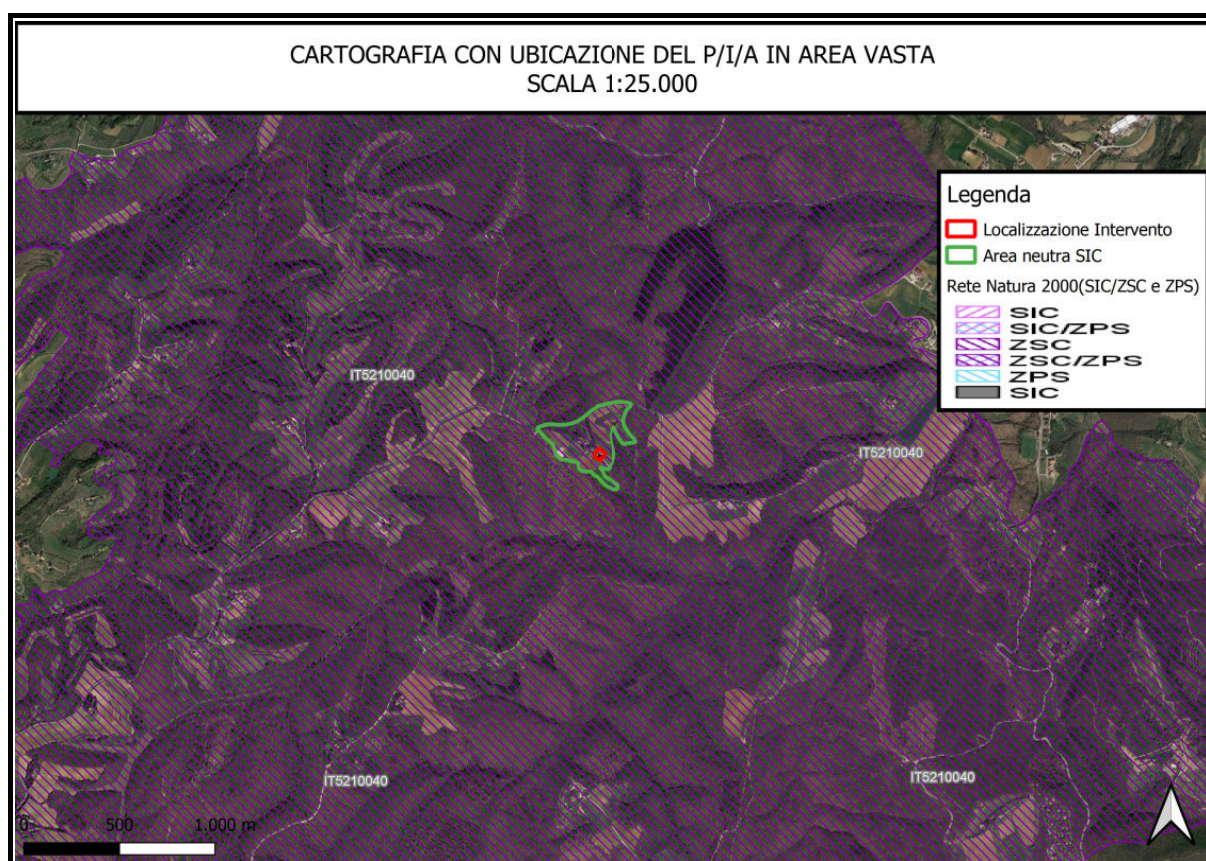 CARTOGRAFIA CON UBICAZIONE DEL P/I/A IN AREA VASTA
SCALA 1:25.000
Legenda
Localizzazione Intervento
Area neutra SIC
Rete Natura 2000(SIC/ZSC e ZPS)
SIC
SIC/ZPS
ZSC
ZSC/ZPS
ZPS
SIC
IT5210040
IT5210040
IT5210040
IT5210040
0 500 1.000 m